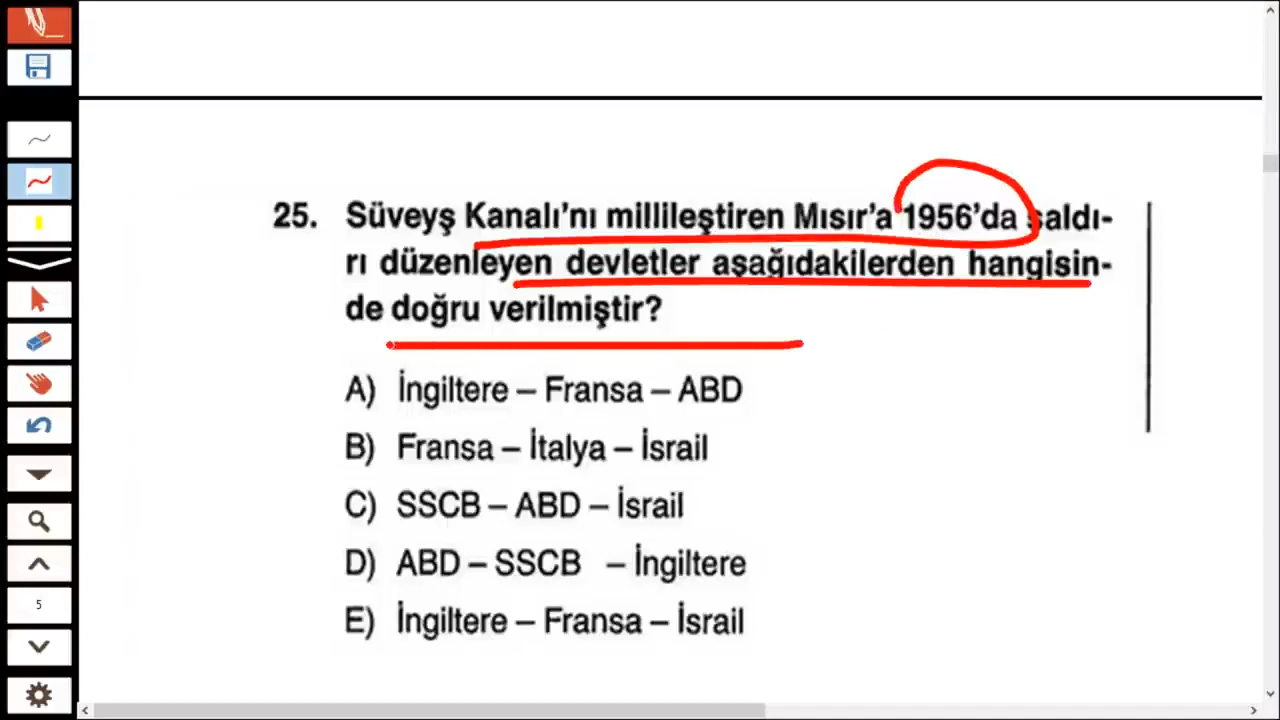 25. Süveyş Kanalı'nı millileştiren Mısır'a 1956'da saldı-
rı düzenleyen devletler aşağıdakilerden hangisin-
de doğru verilmiştir?
A) İngiltere – Fransa – ABD
B) Fransa – İtalya – İsrail
C) SSCB – ABD – İsrail
D) ABD – SSCB – İngiltere
E) İngiltere – Fransa – İsrail
5